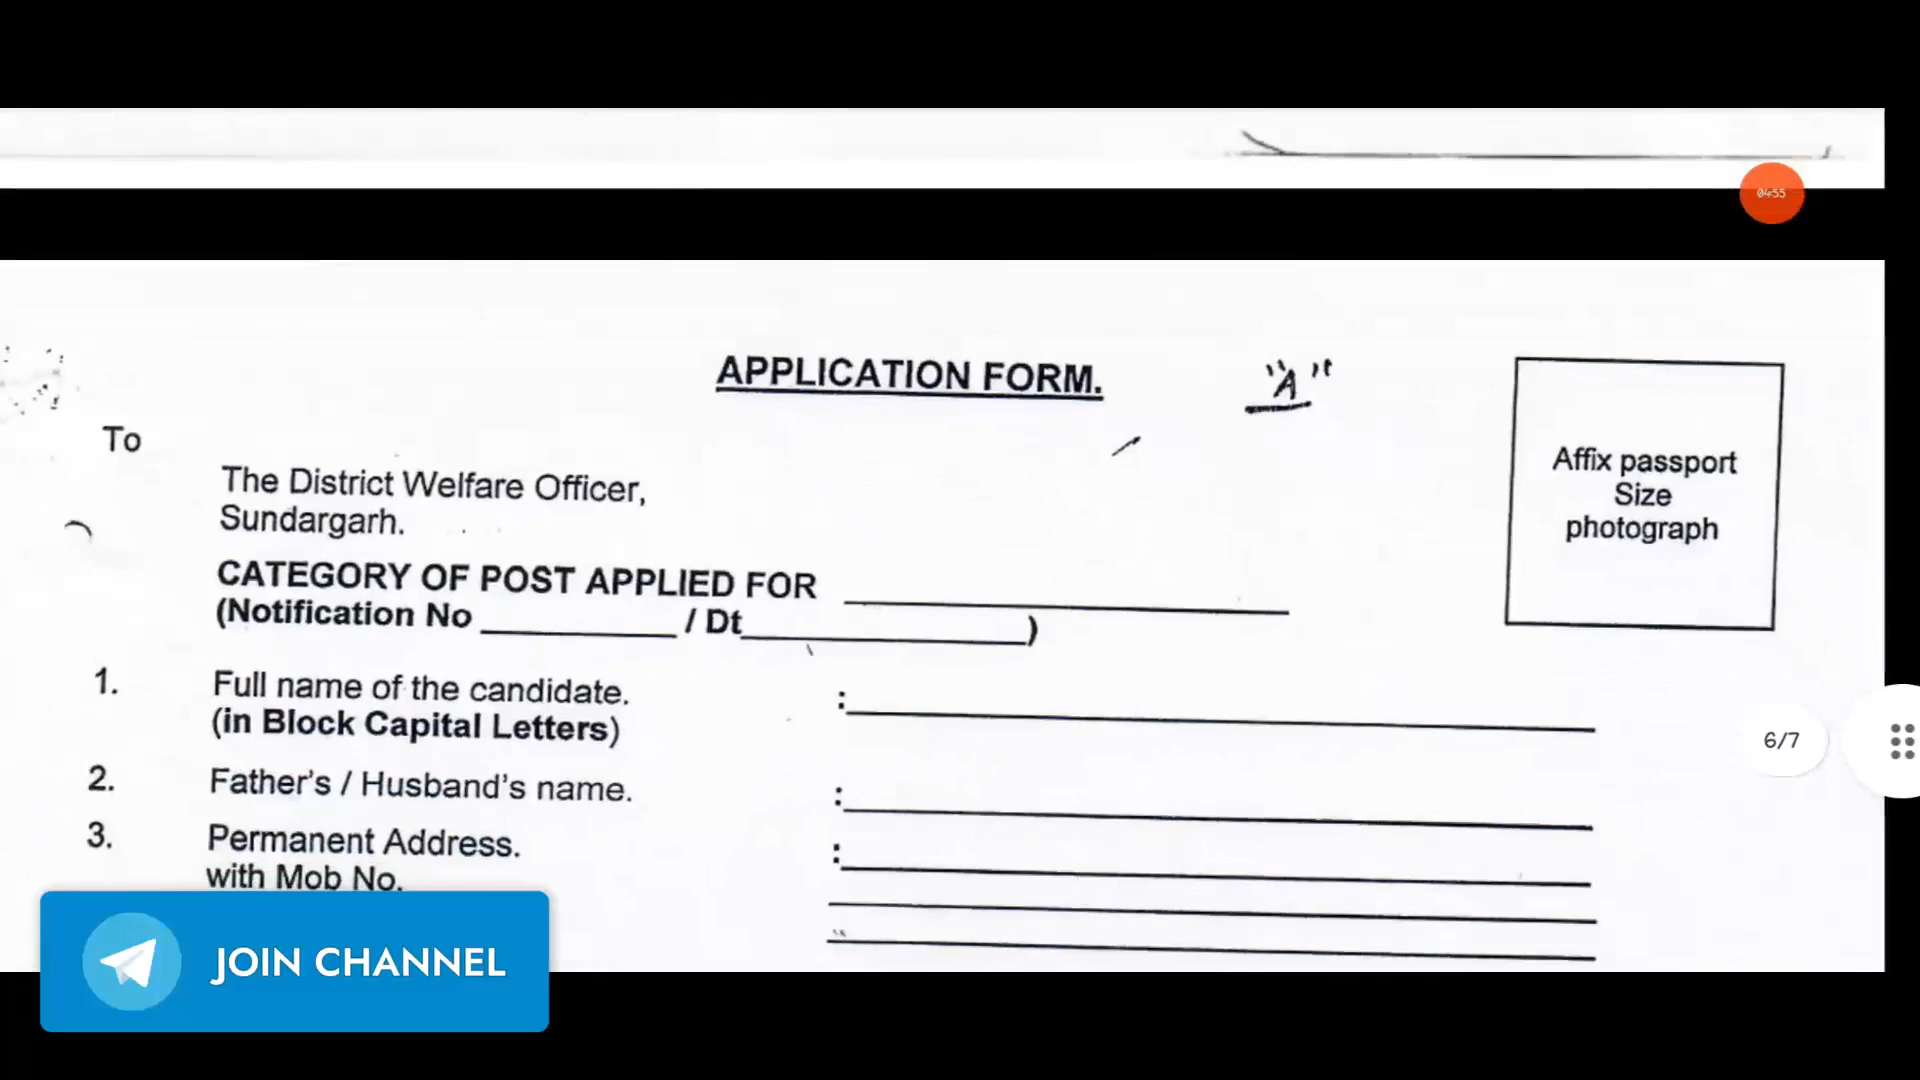 04:55
APPLICATION FORM.
"A"
To
The District Welfare Officer,
Sundargarh.
Affix passport
Size
photograph
CATEGORY OF POST APPLIED FOR
(Notification No / Dt )
1. Full name of the candidate. :
(in Block Capital Letters)
2. Father's / Husband's name. :
3. Permanent Address. :
with Mob No.
6/7
JOIN CHANNEL